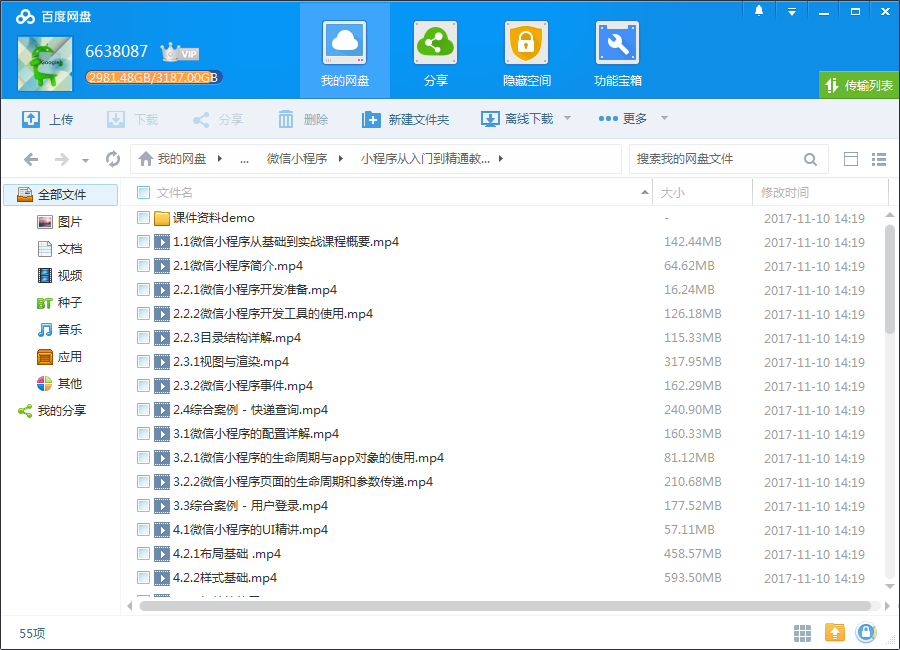 百度网盘
6638087 VIP
2981.48GB/3187.00GB
我的网盘
分享
隐藏空间
功能宝箱
传输列表
上传
下载
分享
删除
新建文件夹
离线下载
更多
我的网盘 ... 微信小程序 小程序从入门到精通教...
搜索我的网盘文件
全部文件
图片
文档
视频
BT 种子
音乐
应用
其他
我的分享
文件名 大小 修改时间
课件资料demo - 2017-11-10 14:19
1.1微信小程序从基础到实战课程概要.mp4 142.44MB 2017-11-10 14:19
2.1微信小程序简介.mp4 64.62MB 2017-11-10 14:19
2.2.1微信小程序开发准备.mp4 16.24MB 2017-11-10 14:19
2.2.2微信小程序开发工具的使用.mp4 126.18MB 2017-11-10 14:19
2.2.3目录结构详解.mp4 115.33MB 2017-11-10 14:19
2.3.1视图与渲染.mp4 317.95MB 2017-11-10 14:19
2.3.2微信小程序事件.mp4 162.29MB 2017-11-10 14:19
2.4综合案例 - 快递查询.mp4 240.90MB 2017-11-10 14:19
3.1微信小程序的配置详解.mp4 160.33MB 2017-11-10 14:19
3.2.1微信小程序的生命周期与app对象的使用.mp4 81.12MB 2017-11-10 14:19
3.2.2微信小程序页面的生命周期和参数传递.mp4 210.68MB 2017-11-10 14:19
3.3综合案例 - 用户登录.mp4 177.52MB 2017-11-10 14:19
4.1微信小程序的UI精讲.mp4 57.11MB 2017-11-10 14:19
4.2.1布局基础 .mp4 458.57MB 2017-11-10 14:19
4.2.2样式基础.mp4 593.50MB 2017-11-10 14:19
55项